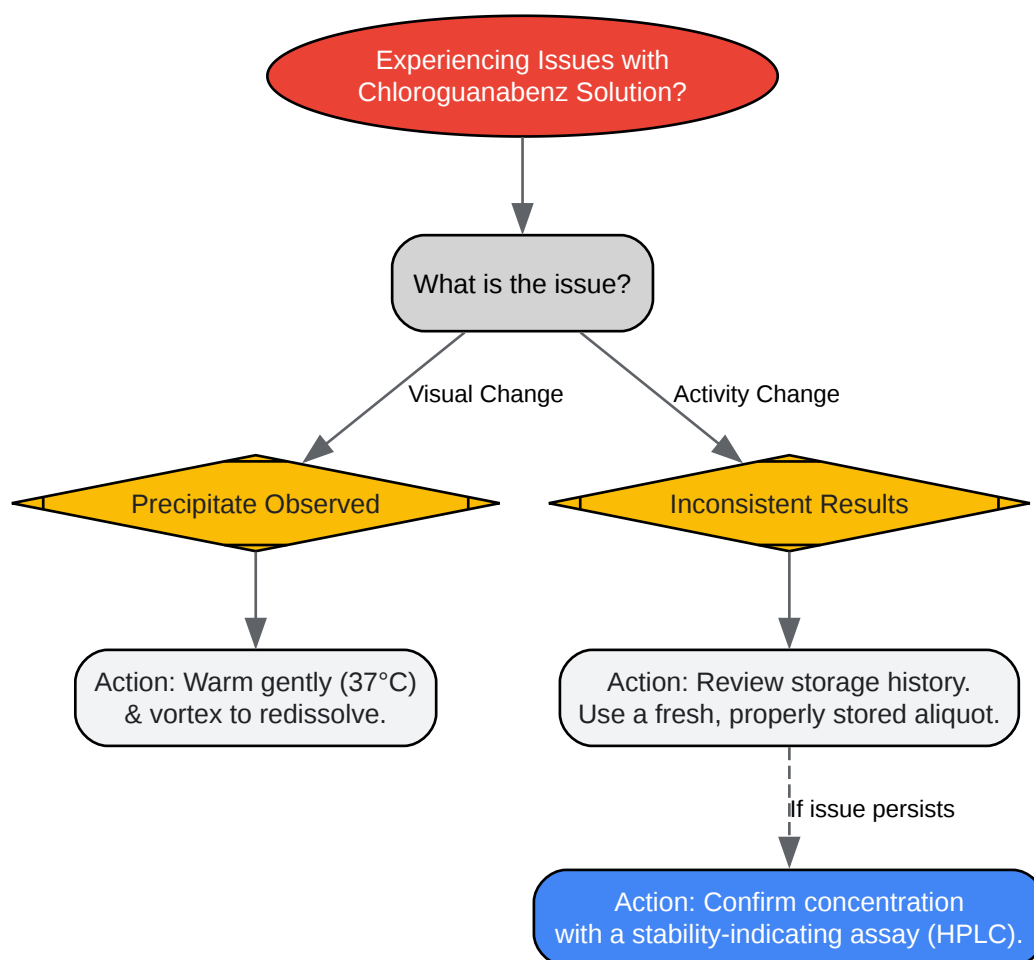 Experiencing Issues with
Chloroguanabenz Solution?
What is the issue?
Visual Change
Activity Change
Precipitate Observed
Inconsistent Results
Action: Warm gently (37°C)
& vortex to redissolve.
Action: Review storage history.
Use a fresh, properly stored aliquot.
If issue persists
Action: Confirm concentration
with a stability-indicating assay (HPLC).